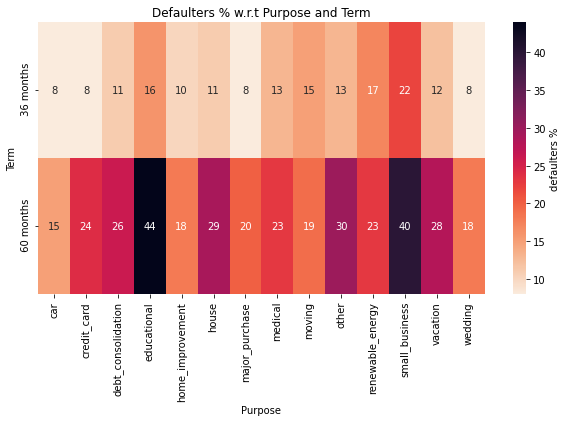 Defaulters % w.r.t Purpose and Term
Term
36 months
8 8 11 16 10 11 8 13 15 13 17 22 12 8
60 months
15 24 26 44 18 29 20 23 19 30 23 40 28 18
car
credit_card
debt_consolidation
educational
home_improvement
house
major_purchase
medical
moving
other
renewable_energy
small_business
vacation
wedding
Purpose
40
35
30
25
20
15
10
defaulters %